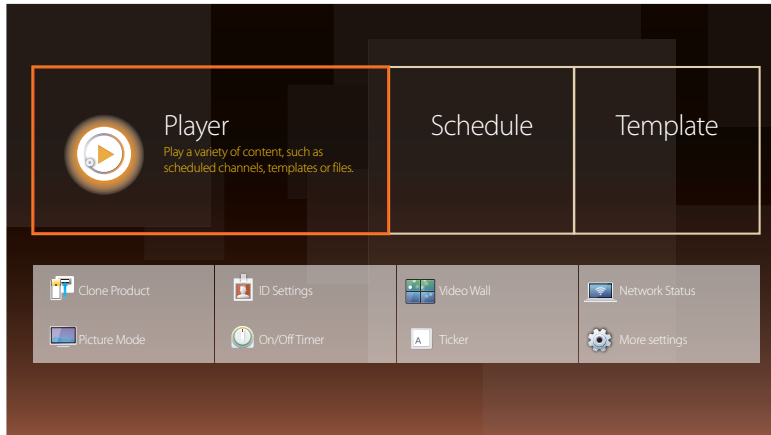 Player
Play a variety of content, such as
scheduled channels, templates or files.
Schedule
Template
Clone Product
ID Settings
Video Wall
Network Status
Picture Mode
On/Off Timer
A
Ticker
More settings